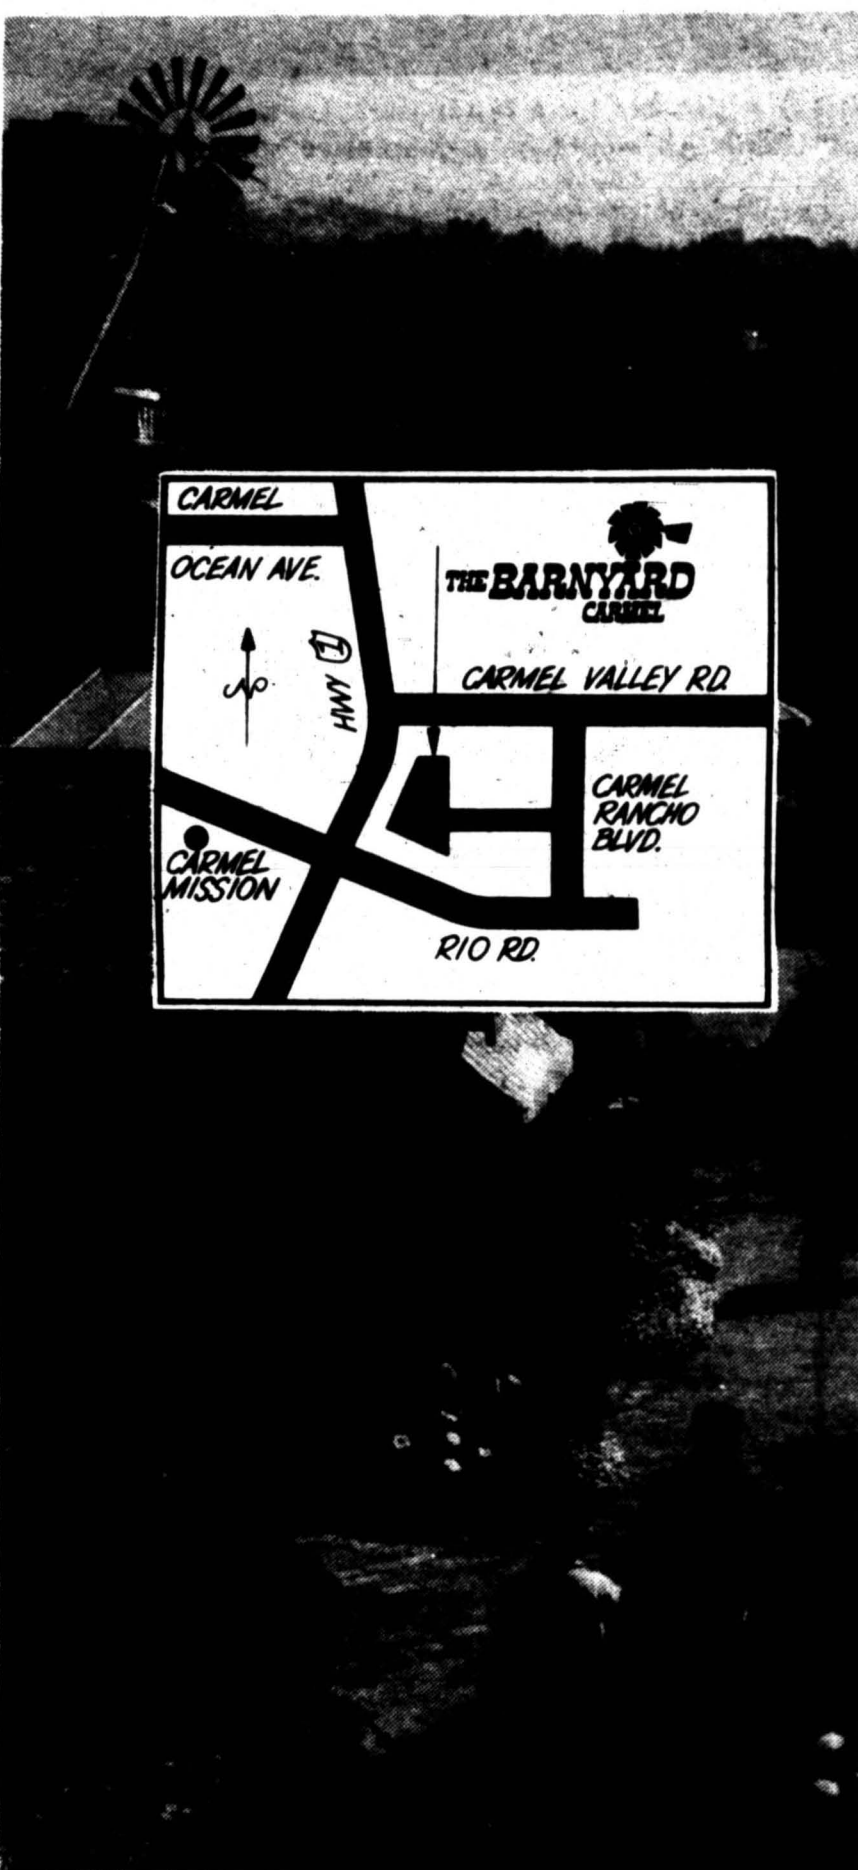 CARMEL
OCEAN AVE.
HWY 1
THE BARNYARD
CARMEL
CARMEL VALLEY RD.
N
CARMEL
RANCHO
BLVD.
CARMEL
MISSION
RIO RD.